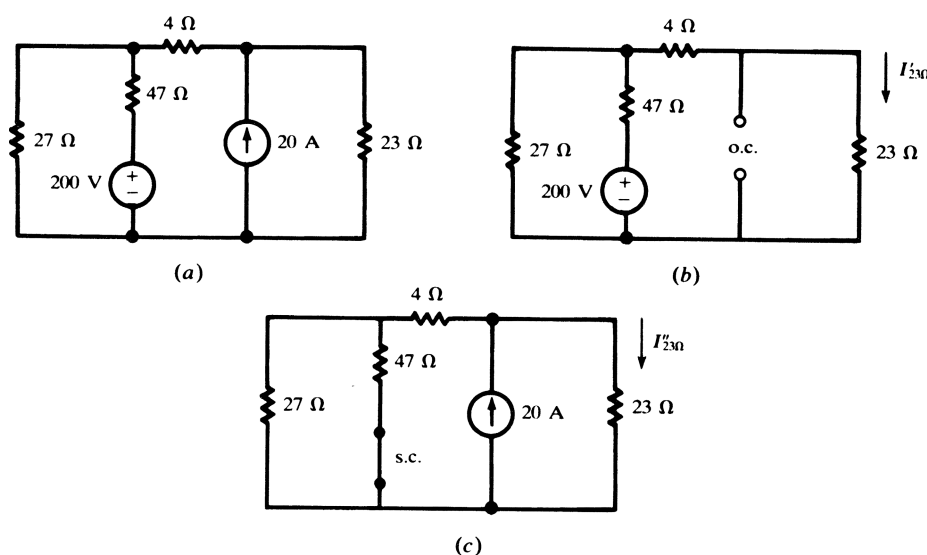 4 Ω
47 Ω
27 Ω
20 A
23 Ω
200 V
+
−
(a)
4 Ω
I′23Ω
47 Ω
27 Ω
o.c.
23 Ω
200 V
+
−
(b)
4 Ω
I″23Ω
47 Ω
27 Ω
20 A
23 Ω
s.c.
(c)